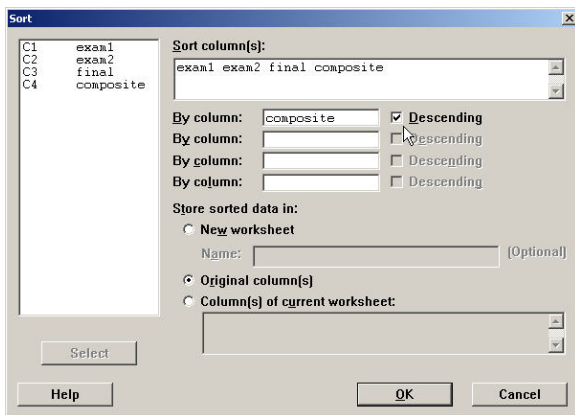 Sort
C1 exam1
C2 exam2
C3 final
C4 composite
Sort column(s):
exam1 exam2 final composite
By column: composite Descending
By column: Descending
By column: Descending
By column: Descending
Store sorted data in:
New worksheet
Name: (Optional)
Original column(s)
Column(s) of current worksheet:
Select
Help OK Cancel